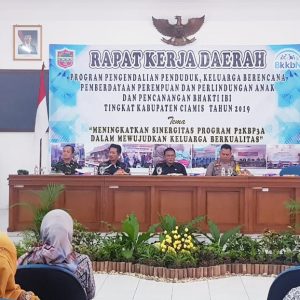 RAPAT KERJA DAERAH
PROGRAM PENGENDALIAN PENDUDUK, KELUARGA BERENCANA,
PEMBERDAYAAN PEREMPUAN DAN PERLINDUNGAN ANAK
DAN PENCANANGAN BHAKTI IBI
TINGKAT KABUPATEN CIAMIS TAHUN 2019
Tema
"MENINGKATKAN SINERGITAS PROGRAM P2KBP3A
DALAM MEWUJUDKAN KELUARGA BERKUALITAS"
bkkbn